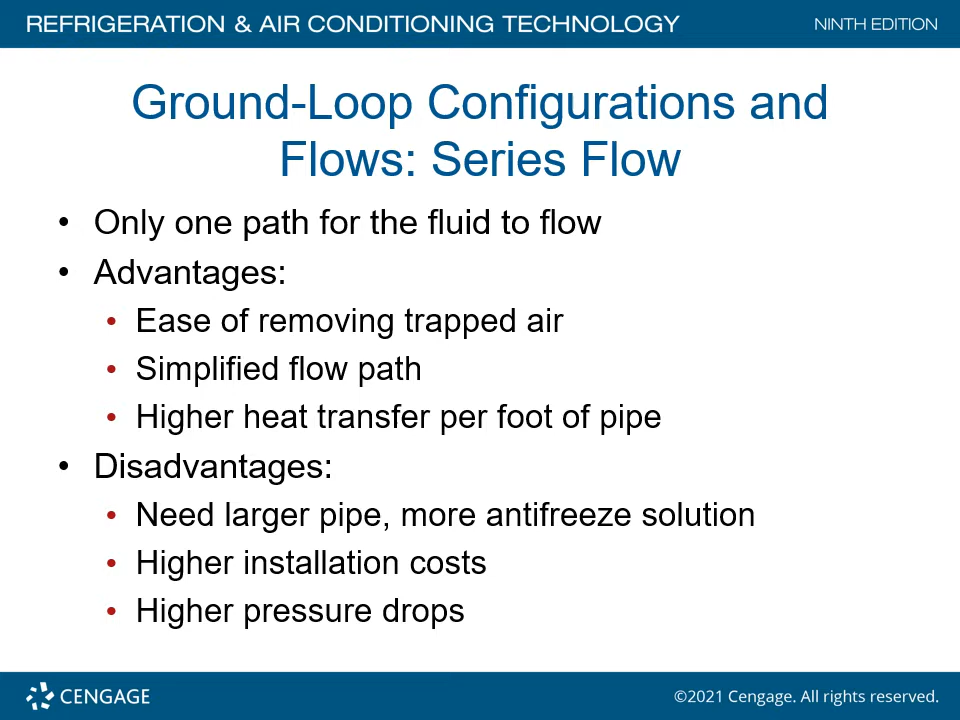 REFRIGERATION & AIR CONDITIONING TECHNOLOGY
NINTH EDITION
Ground-Loop Configurations and
Flows: Series Flow
• Only one path for the fluid to flow
• Advantages:
• Ease of removing trapped air
• Simplified flow path
• Higher heat transfer per foot of pipe
• Disadvantages:
• Need larger pipe, more antifreeze solution
• Higher installation costs
• Higher pressure drops
CENGAGE
©2021 Cengage. All rights reserved.